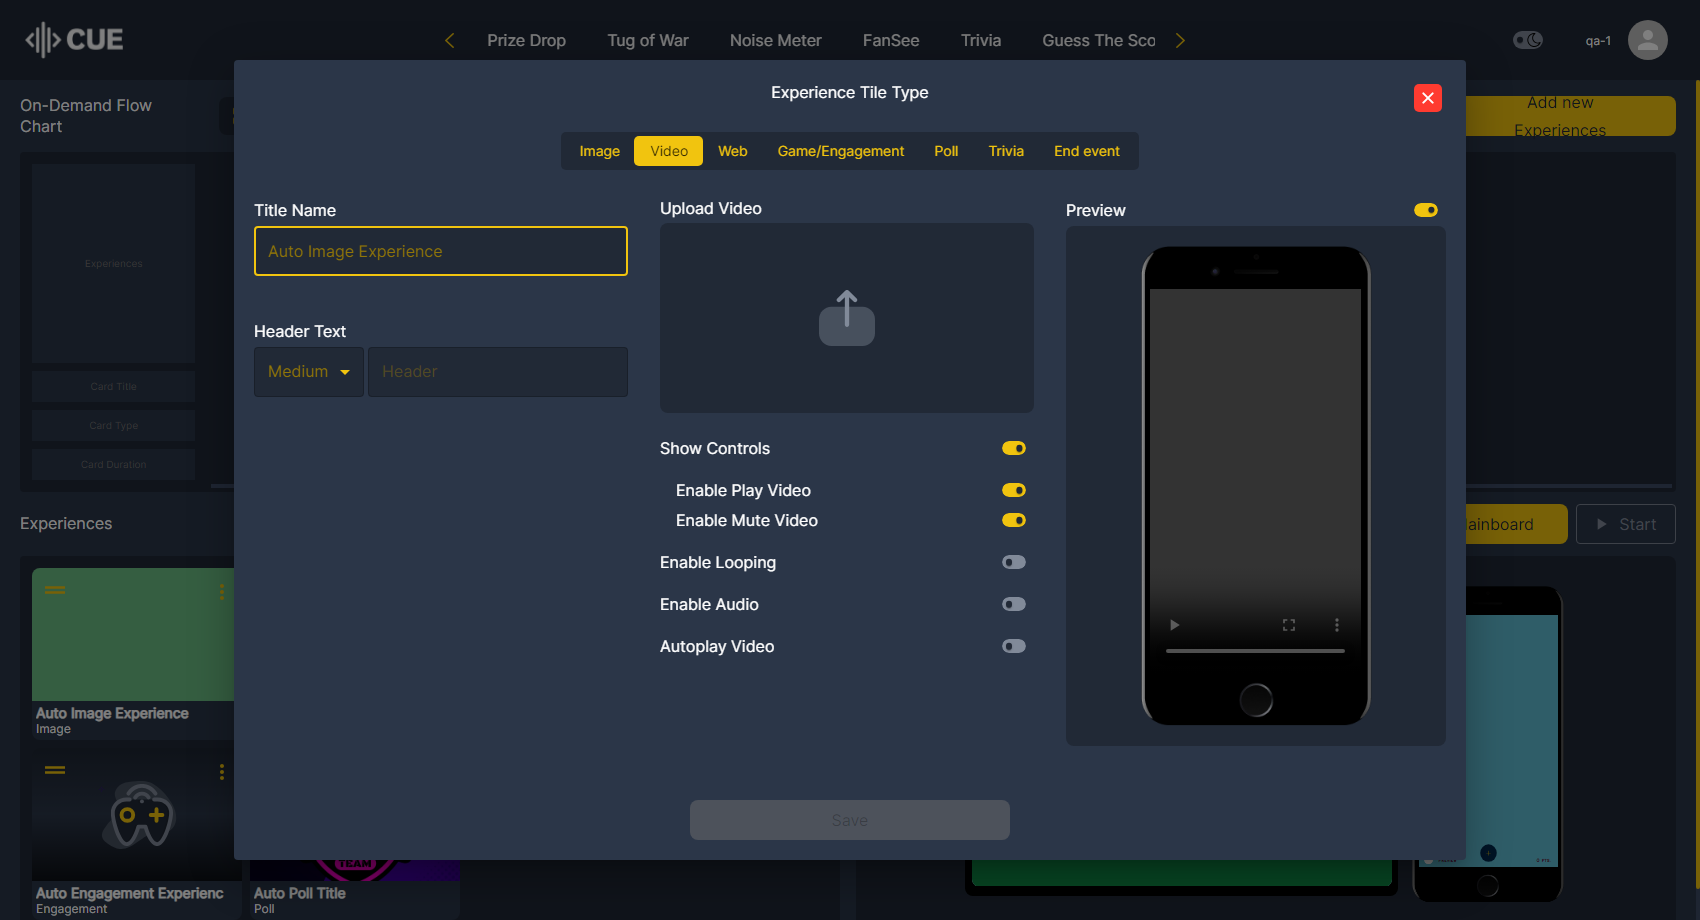 CUE
Prize Drop
Tug of War
Noise Meter
FanSee
Trivia
Guess The Sco
qa-1
On-Demand Flow
Chart
Add new
Experiences
Experiences
Card Title
Card Type
Card Duration
Experiences
ainboard
Start
Auto Image Experience
Image
Auto Engagement Experienc
Engagement
TEAM
Auto Poll Title
Poll
Experience Tile Type
Image
Video
Web
Game/Engagement
Poll
Trivia
End event
Title Name
Auto Image Experience
Header Text
Medium
Header
Upload Video
Show Controls
Enable Play Video
Enable Mute Video
Enable Looping
Enable Audio
Autoplay Video
Preview
Save